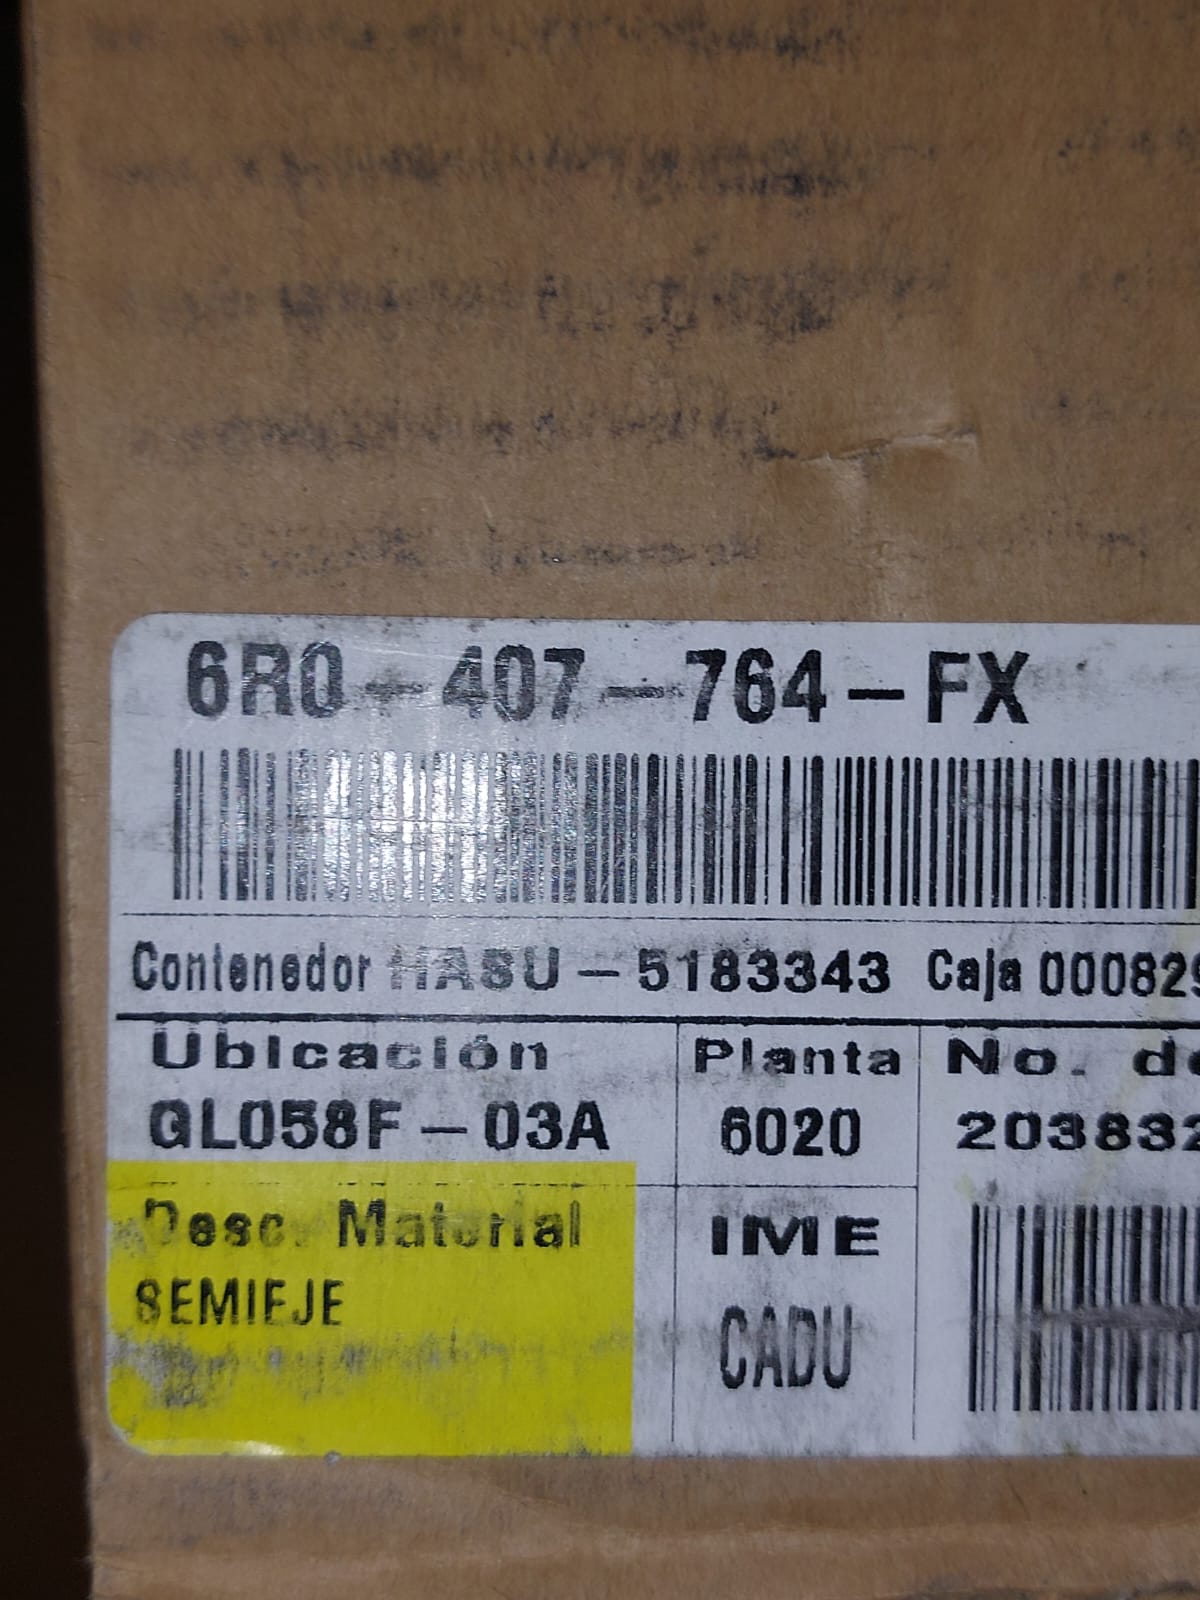 6R0-407-764-FX
Contenedor HASU-5183343 Caja 000829
Ubicación Planta No. de
GL058F-03A 6020 203832
Desc. Material IME
SEMIEJE CADU